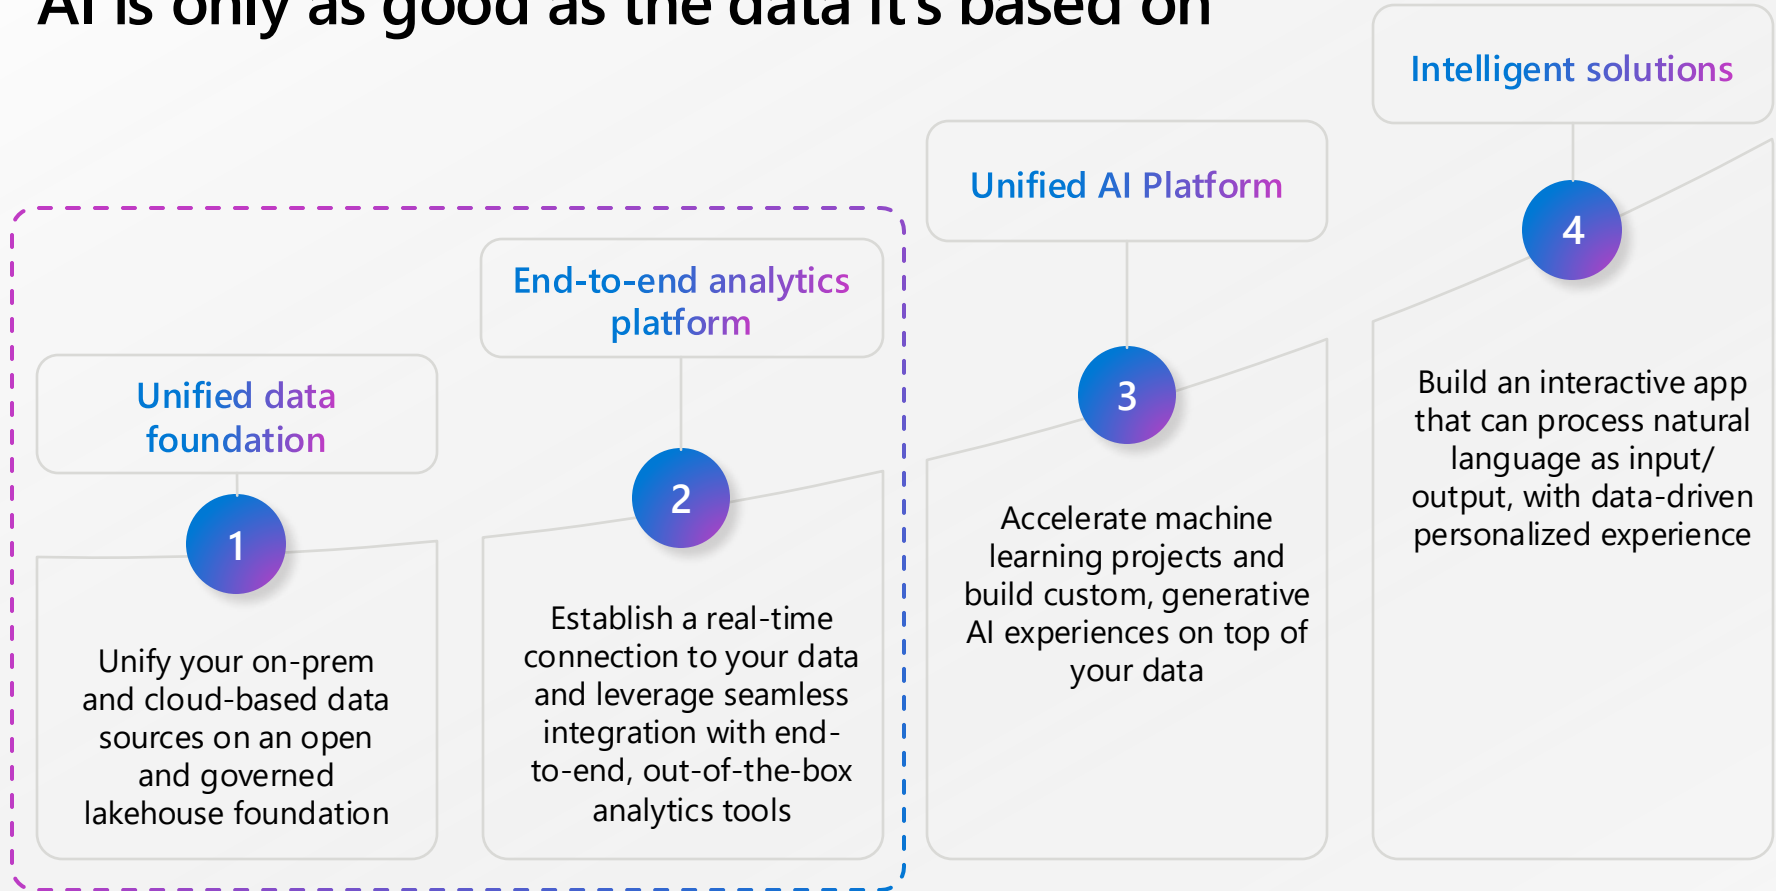 AI is only as good as the data it's based on
Unified data
foundation
1
Unify your on-prem
and cloud-based data
sources on an open
and governed
lakehouse foundation
End-to-end analytics
platform
2
Establish a real-time
connection to your data
and leverage seamless
integration with end-
to-end, out-of-the-box
analytics tools
Unified AI Platform
3
Accelerate machine
learning projects and
build custom, generative
AI experiences on top of
your data
Intelligent solutions
4
Build an interactive app
that can process natural
language as input/
output, with data-driven
personalized experience